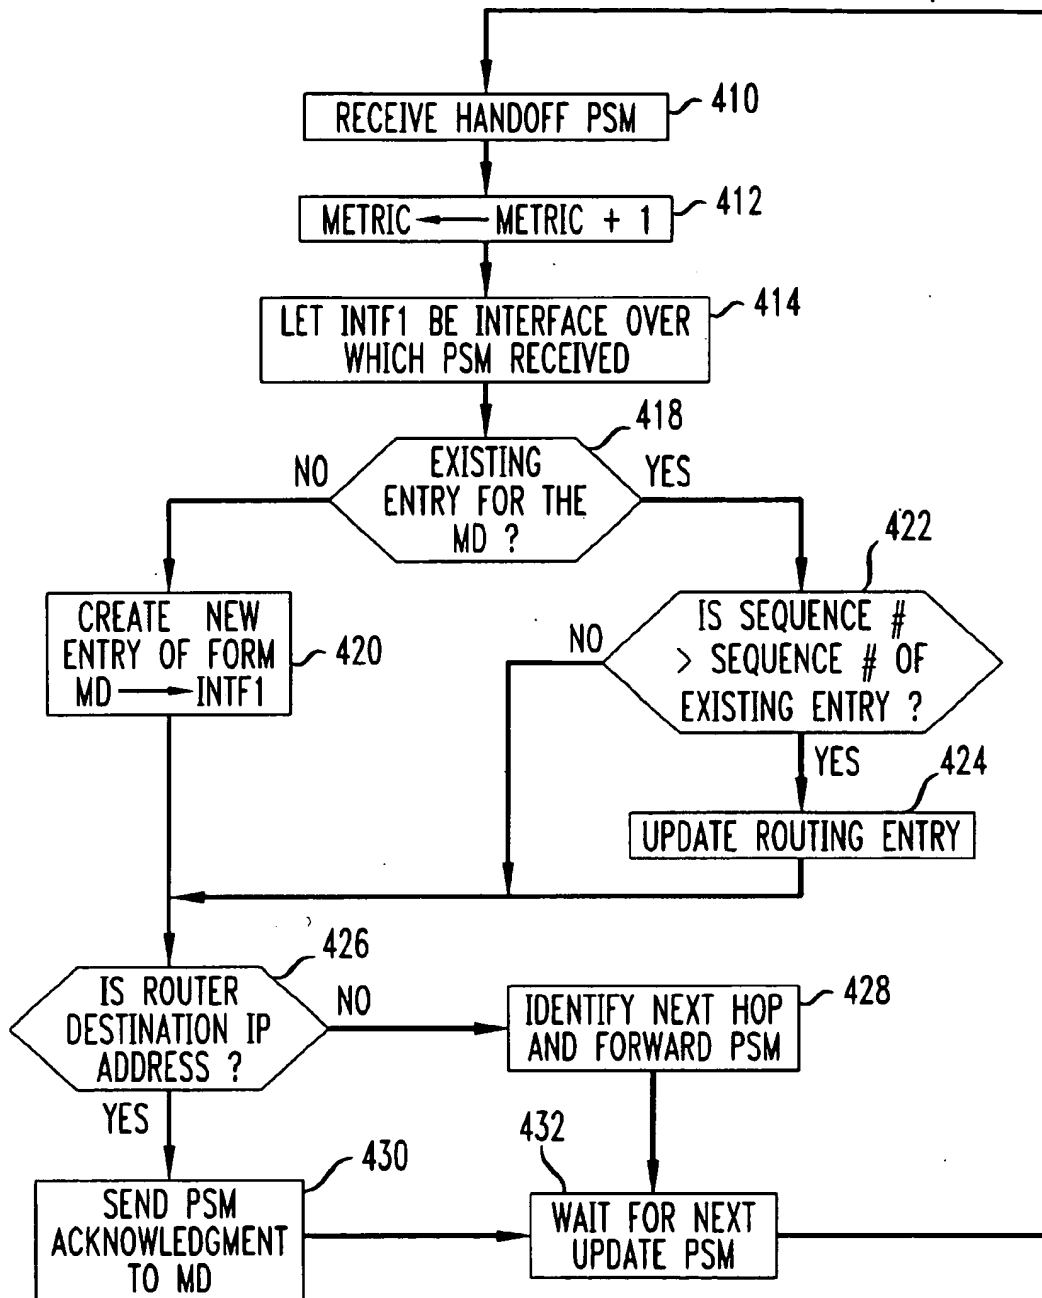 RECEIVE HANDOFF PSM
410
METRIC ← METRIC + 1
412
LET INTF1 BE INTERFACE OVER
WHICH PSM RECEIVED
414
EXISTING
ENTRY FOR THE
MD ?
418
NO
YES
CREATE NEW
ENTRY OF FORM
MD → INTF1
420
IS SEQUENCE #
> SEQUENCE # OF
EXISTING ENTRY ?
422
NO
YES
UPDATE ROUTING ENTRY
424
IS ROUTER
DESTINATION IP
ADDRESS ?
426
NO
YES
IDENTIFY NEXT HOP
AND FORWARD PSM
428
SEND PSM
ACKNOWLEDGMENT
TO MD
430
WAIT FOR NEXT
UPDATE PSM
432